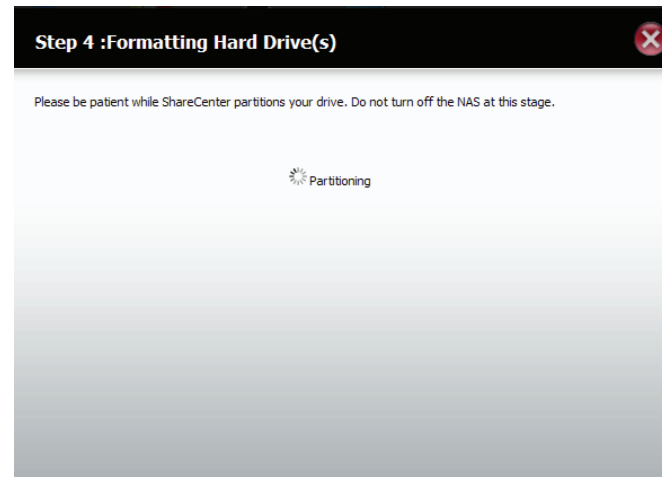 Step 4 :Formatting Hard Drive(s)
Please be patient while ShareCenter partitions your drive. Do not turn off the NAS at this stage.
Partitioning